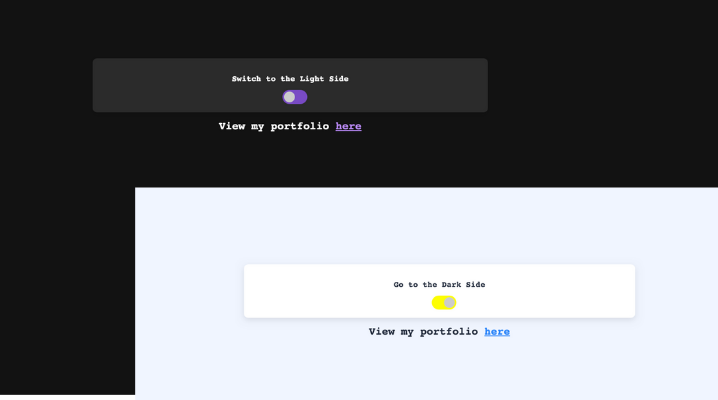 Switch to the Light Side
View my portfolio here
Go to the Dark Side
View my portfolio here